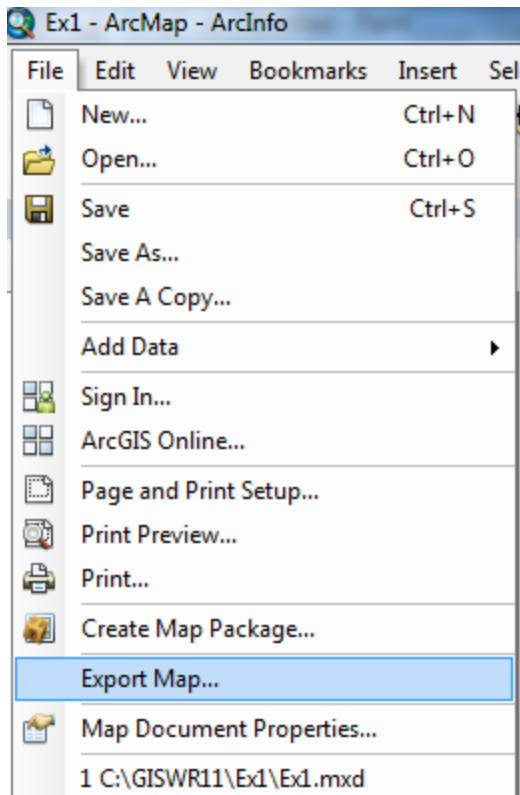 Ex1 - ArcMap - ArcInfo
File Edit View Bookmarks Insert Sel
New... Ctrl+N
Open... Ctrl+O
Save Ctrl+S
Save As...
Save A Copy...
Add Data
Sign In...
ArcGIS Online...
Page and Print Setup...
Print Preview...
Print...
Create Map Package...
Export Map...
Map Document Properties...
1 C:\GISWR11\Ex1\Ex1.mxd